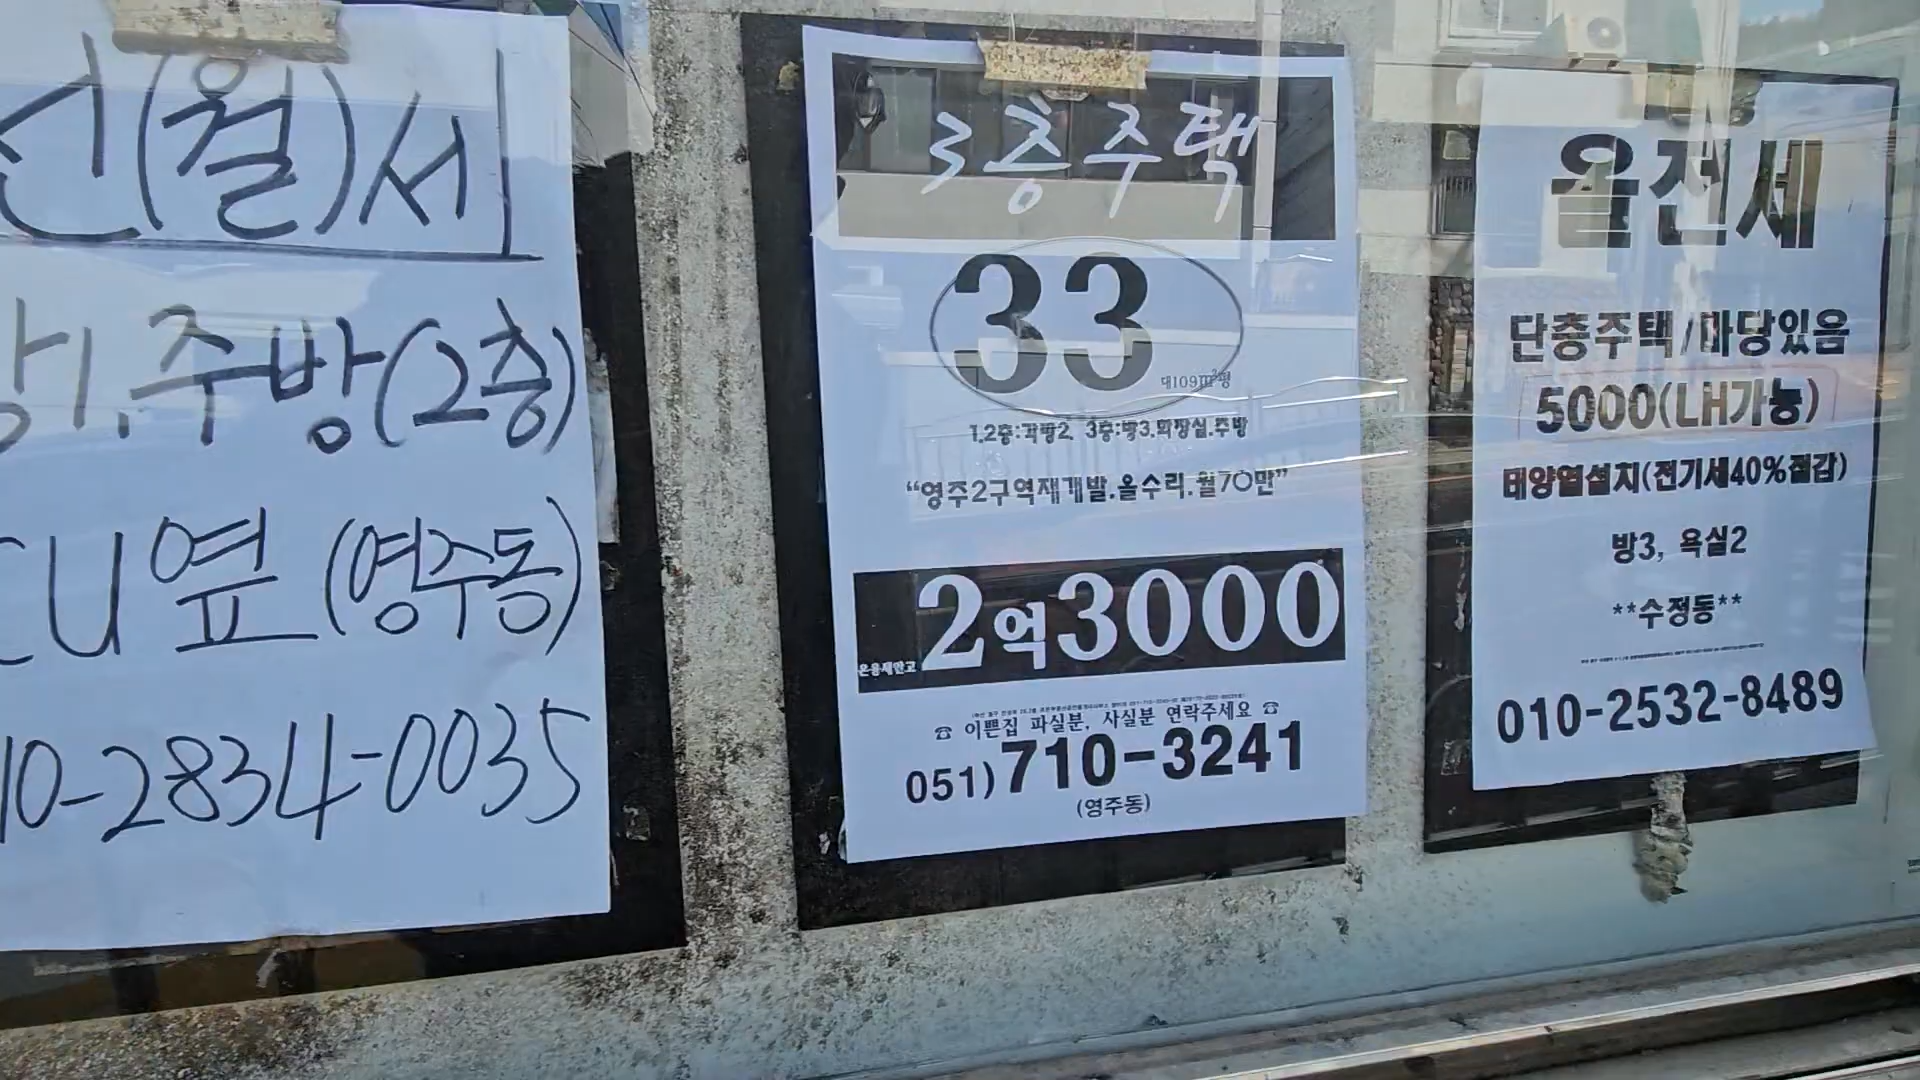 (월)세
방1.주방(2층)
CU옆 (영주동)
10-2834-0035
3층주택
33
대109㎡평
1,2층:각방2, 3층:방3.화장실.주방
“영주2구역재개발.올수리.월70만”
2억3000
☎ 이쁜집 파실분, 사실분 연락주세요 ☎
051)710-3241
(영주동)
올전세
단층주택/마당있음
5000(LH가능)
태양열설치(전기세40%절감)
방3, 욕실2
**수정동**
010-2532-8489